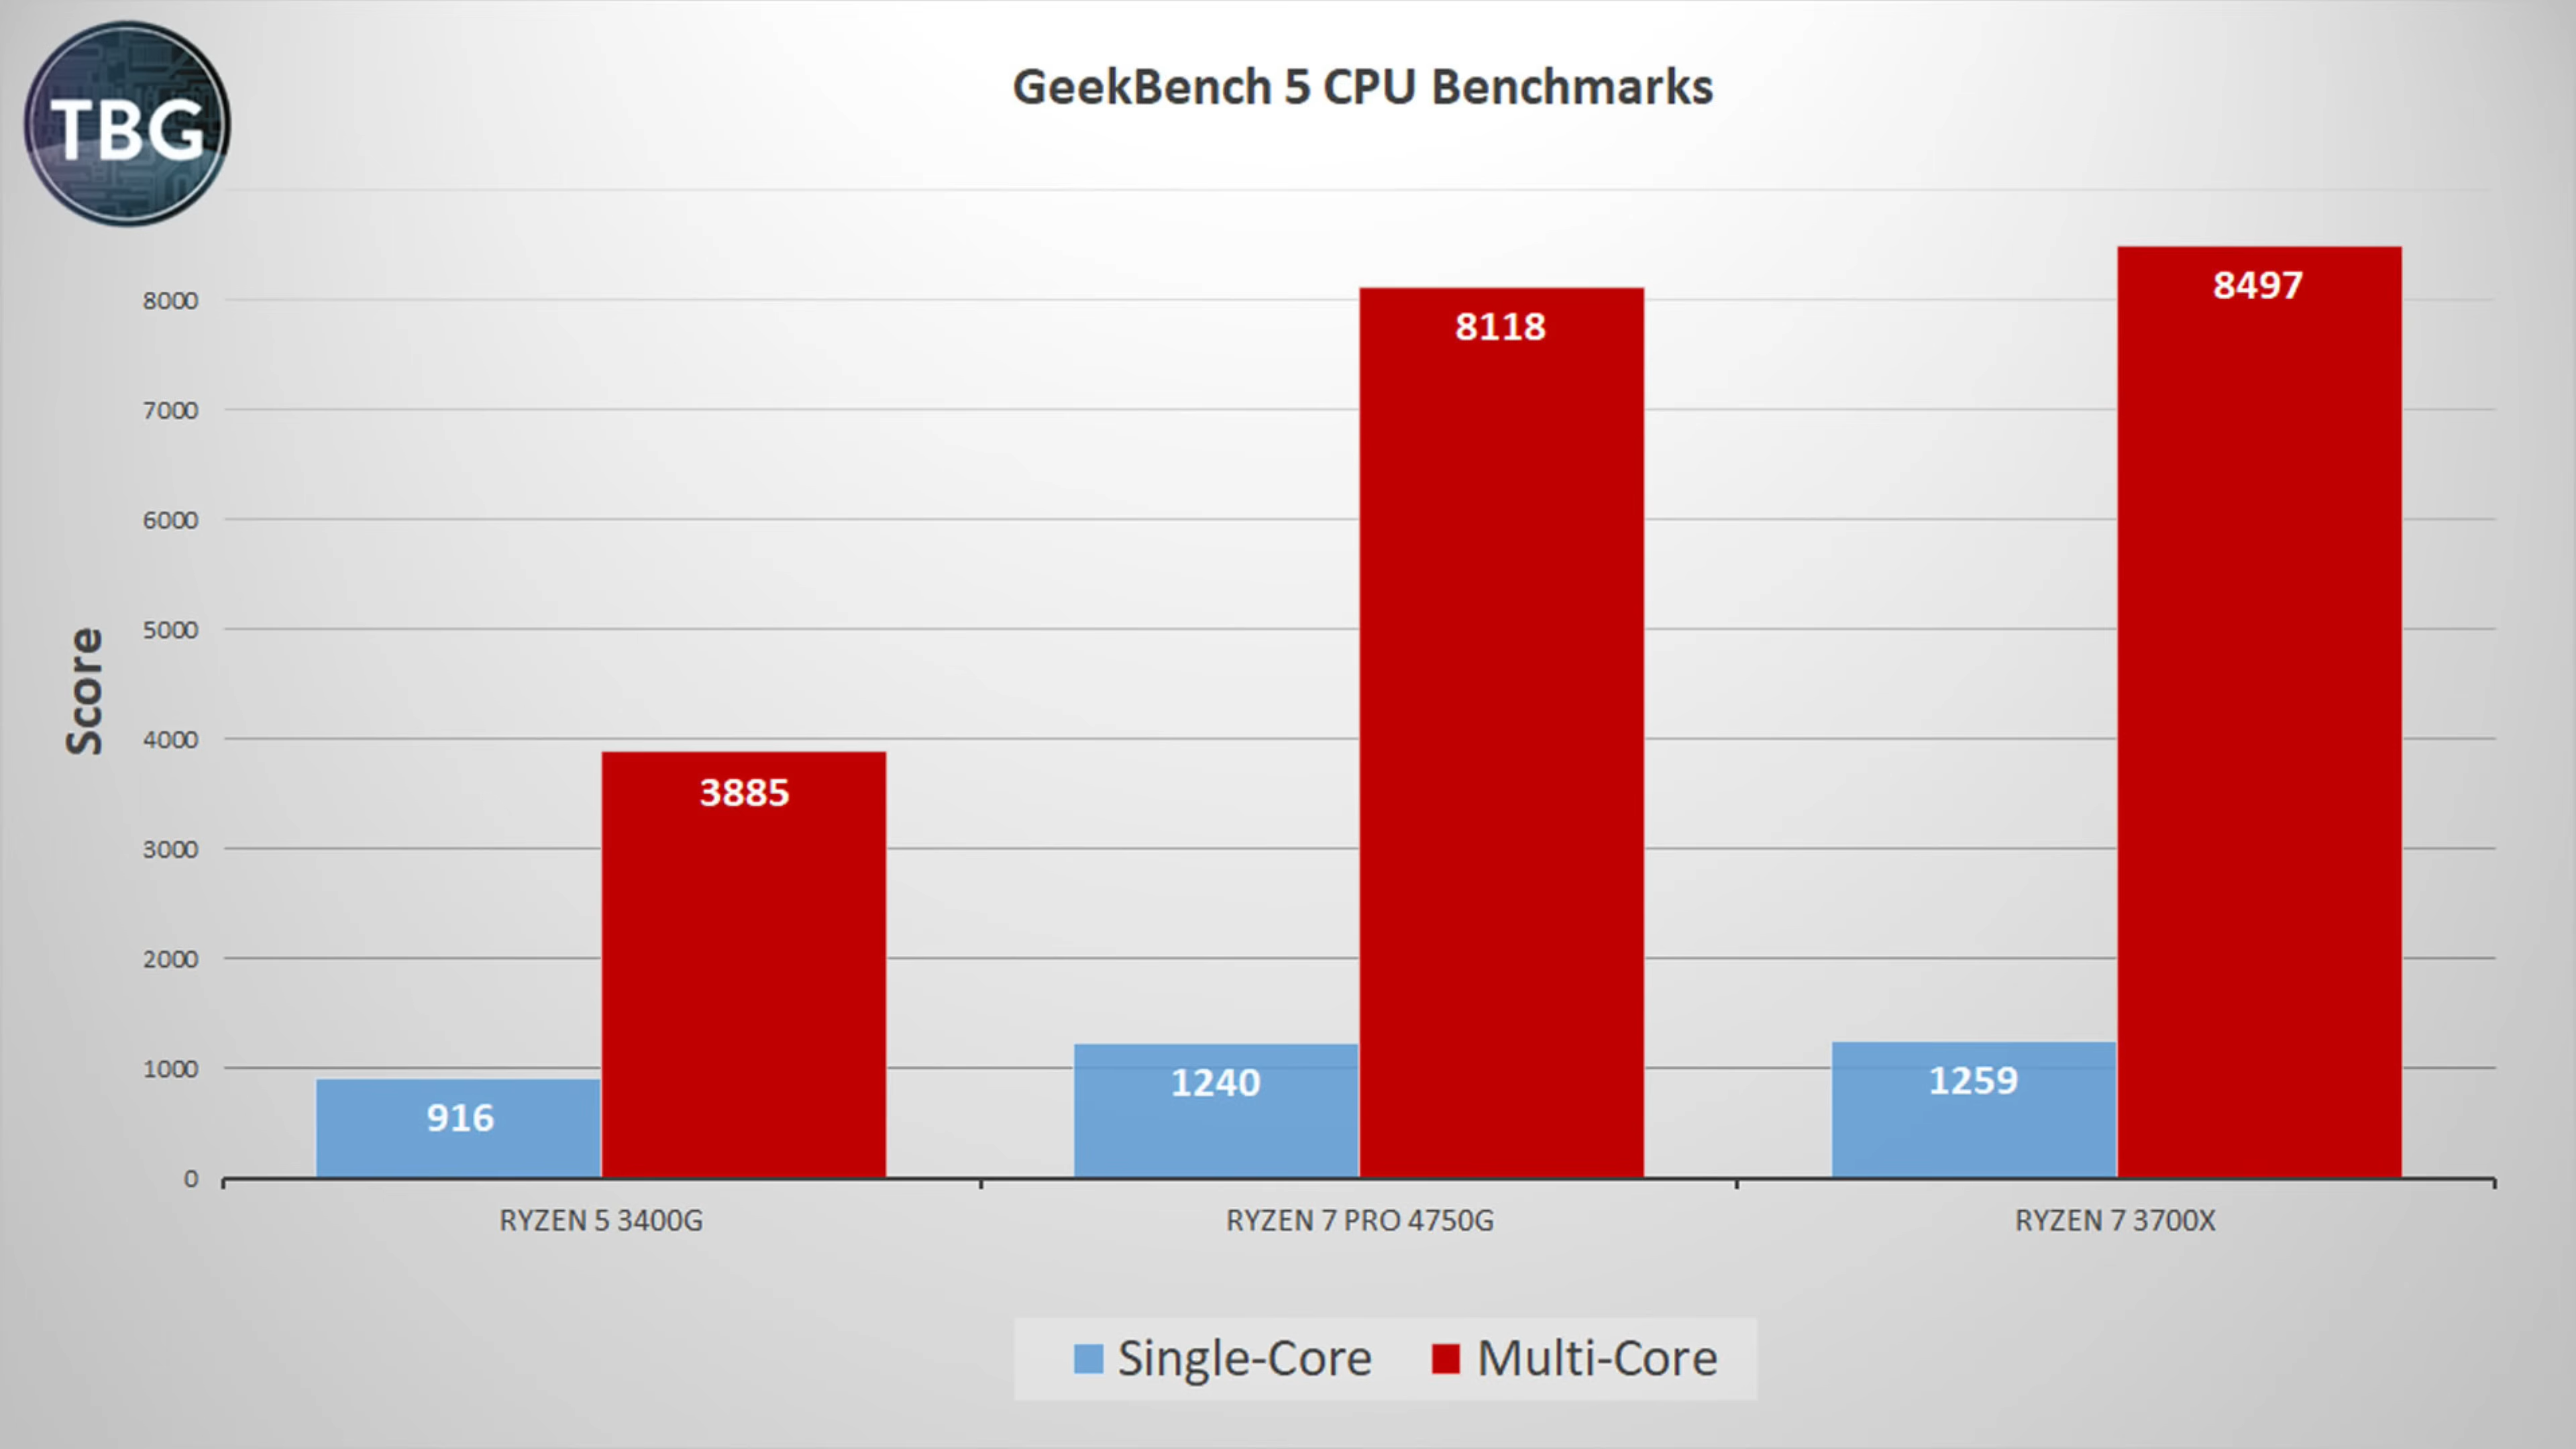 TBG
GeekBench 5 CPU Benchmarks
Score
8000
7000
6000
5000
4000
3000
2000
1000
0
916
3885
1240
8118
1259
8497
RYZEN 5 3400G
RYZEN 7 PRO 4750G
RYZEN 7 3700X
Single-Core
Multi-Core